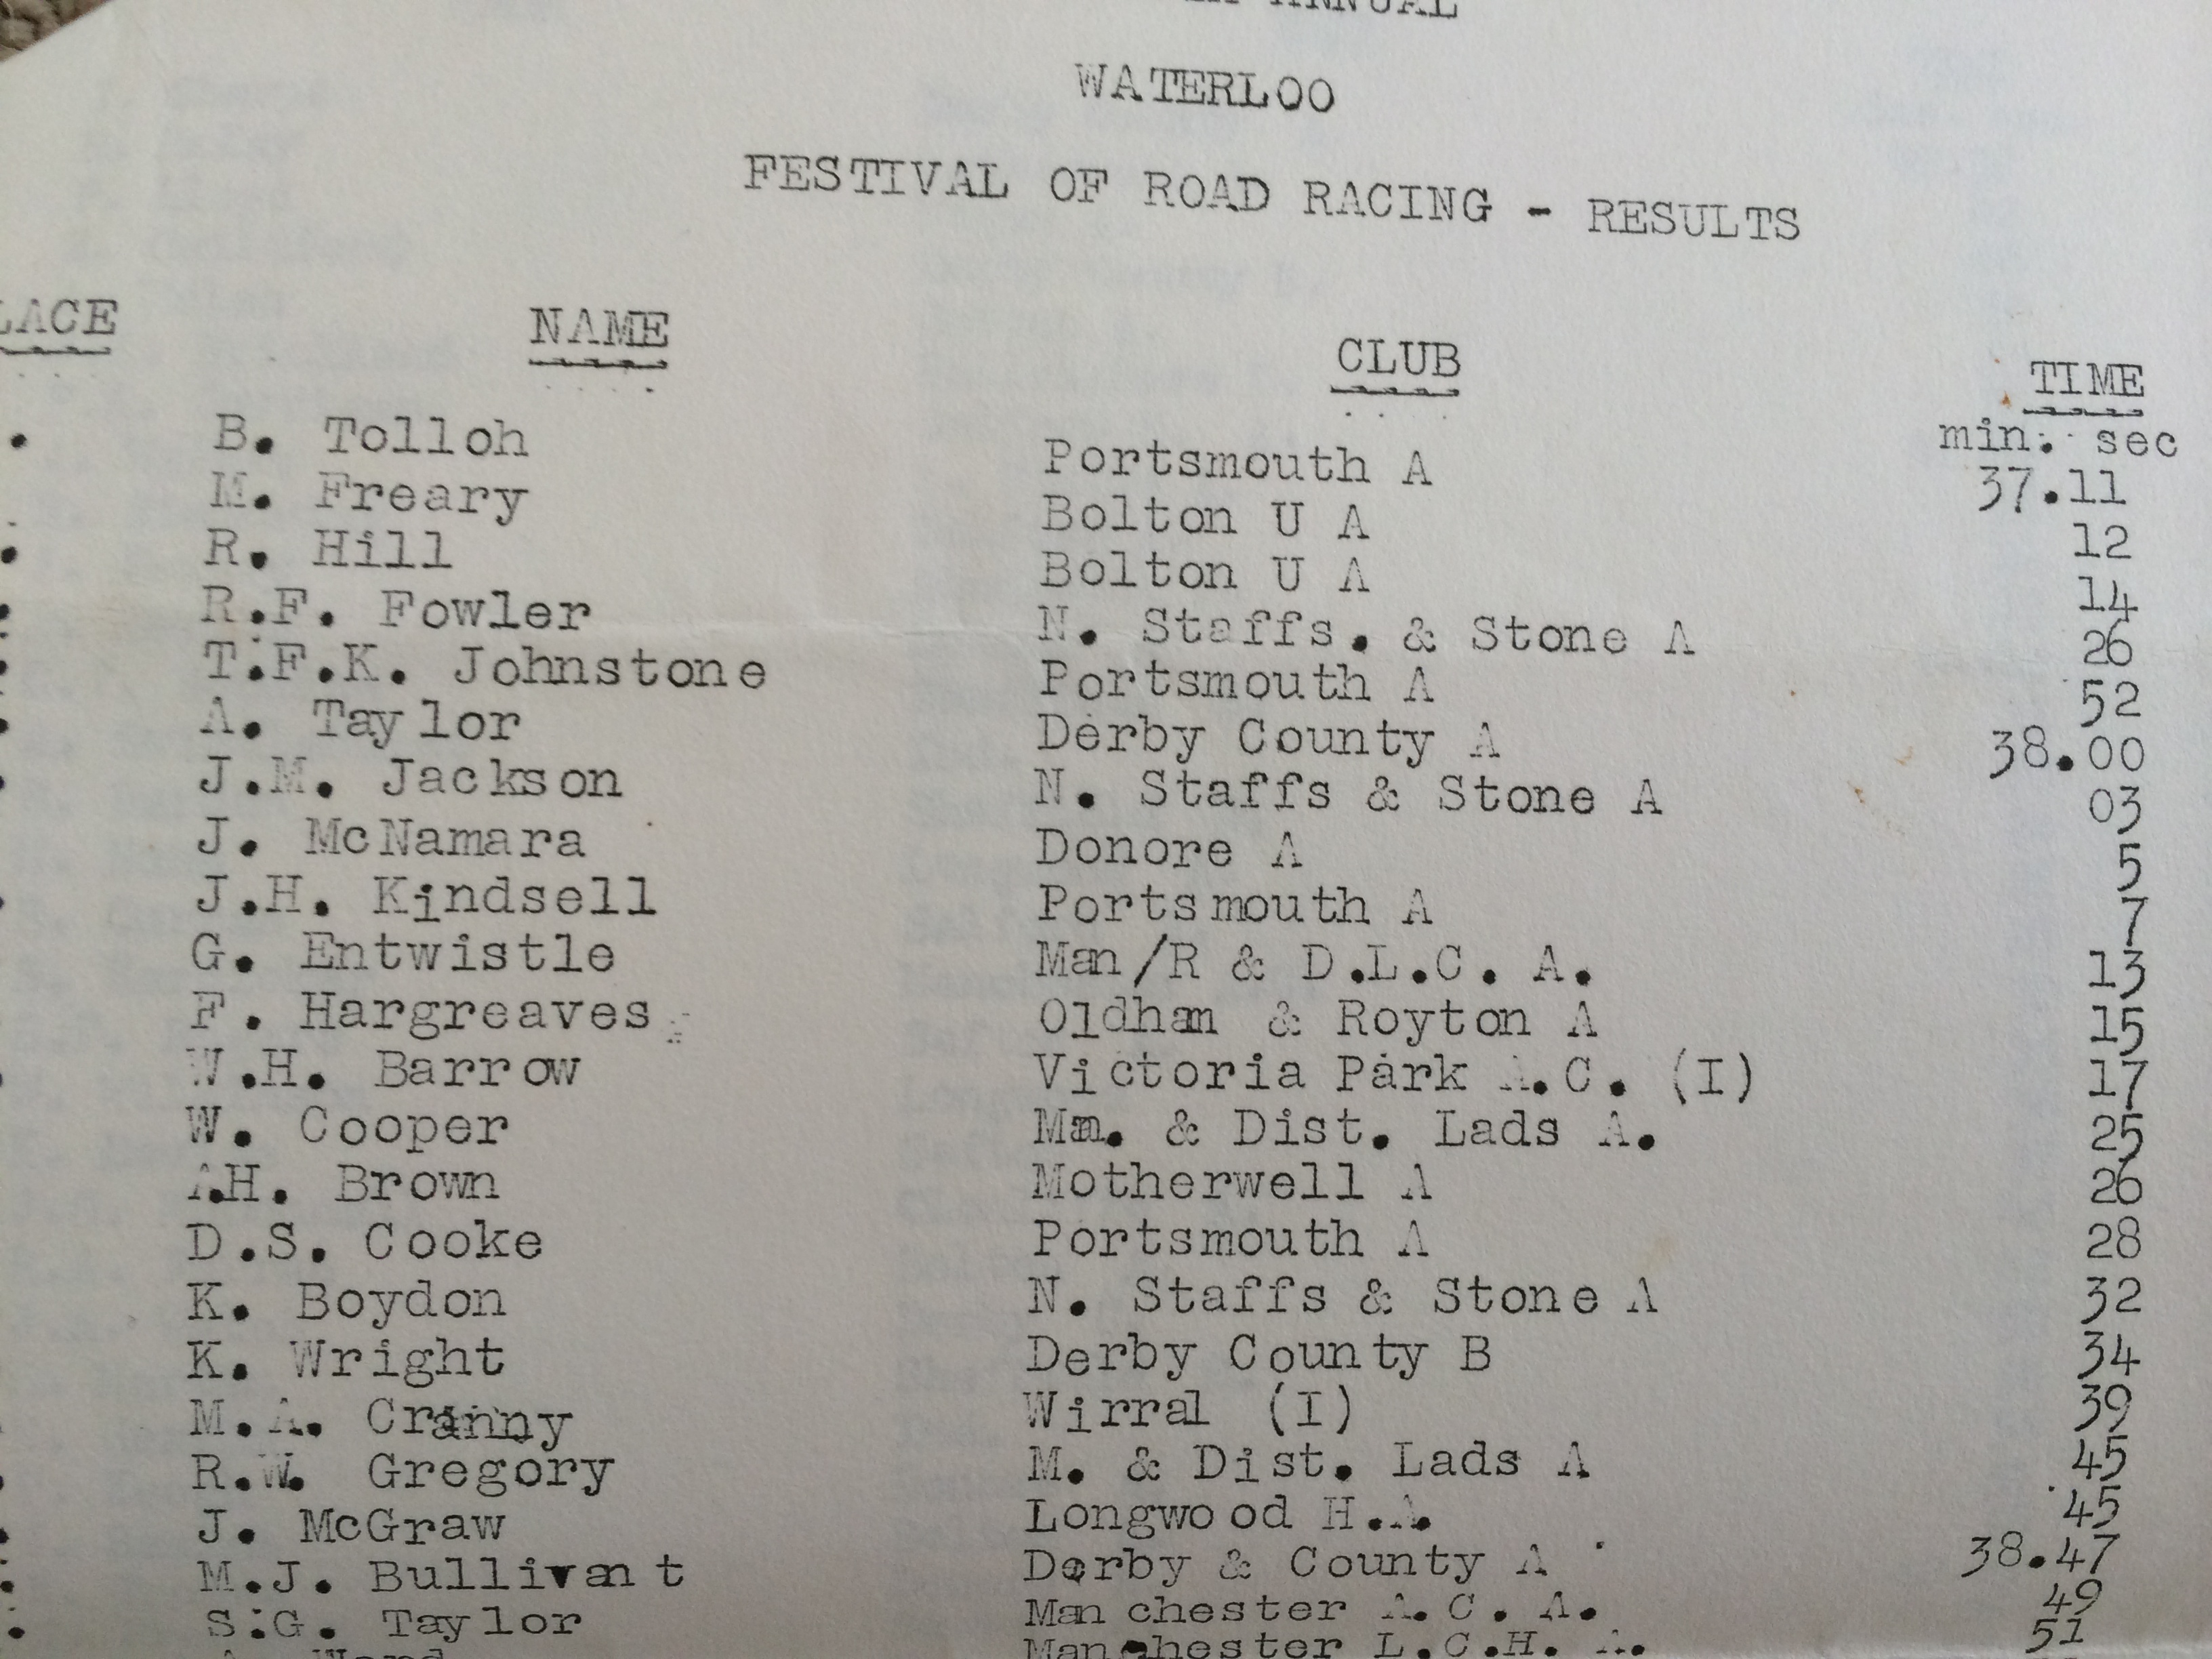 ANNUAL
WATERLOO
FESTIVAL OF ROAD RACING - RESULTS
LACE NAME CLUB TIME
min. sec
B. Tolloh Portsmouth A 37.11
M. Freary Bolton U A 12
R. Hill Bolton U A 14
R.F. Fowler N. Staffs. & Stone A 26
T.F.K. Johnstone Portsmouth A 52
A. Taylor Derby County A 38.00
J.M. Jackson N. Staffs & Stone A 03
J. McNamara Donore A 5
J.H. Kindsell Portsmouth A 7
G. Entwistle Man/R & D.L.C. A. 13
F. Hargreaves Oldham & Royton A 15
W.H. Barrow Victoria Park A.C. (I) 17
W. Cooper Man. & Dist. Lads A. 25
A.H. Brown Motherwell A 26
D.S. Cooke Portsmouth A 28
K. Boydon N. Staffs & Stone A 32
K. Wright Derby County B 34
M.A. Cranny Wirral (I) 39
R.W. Gregory M. & Dist. Lads A 45
J. McGraw Longwood H.A. 45
M.J. Bullivant Derby & County A 38.47
S.G. Taylor Manchester A.C. A. 49
Manchester L.C.H. A. 51